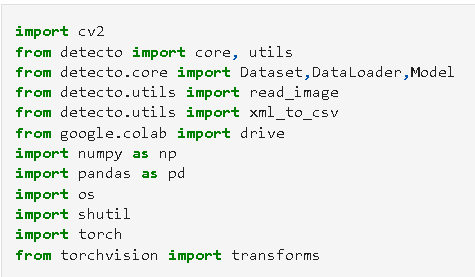 import cv2
from detecto import core, utils
from detecto.core import Dataset,DataLoader,Model
from detecto.utils import read_image
from detecto.utils import xml_to_csv
from google.colab import drive
import numpy as np
import pandas as pd
import os
import shutil
import torch
from torchvision import transforms